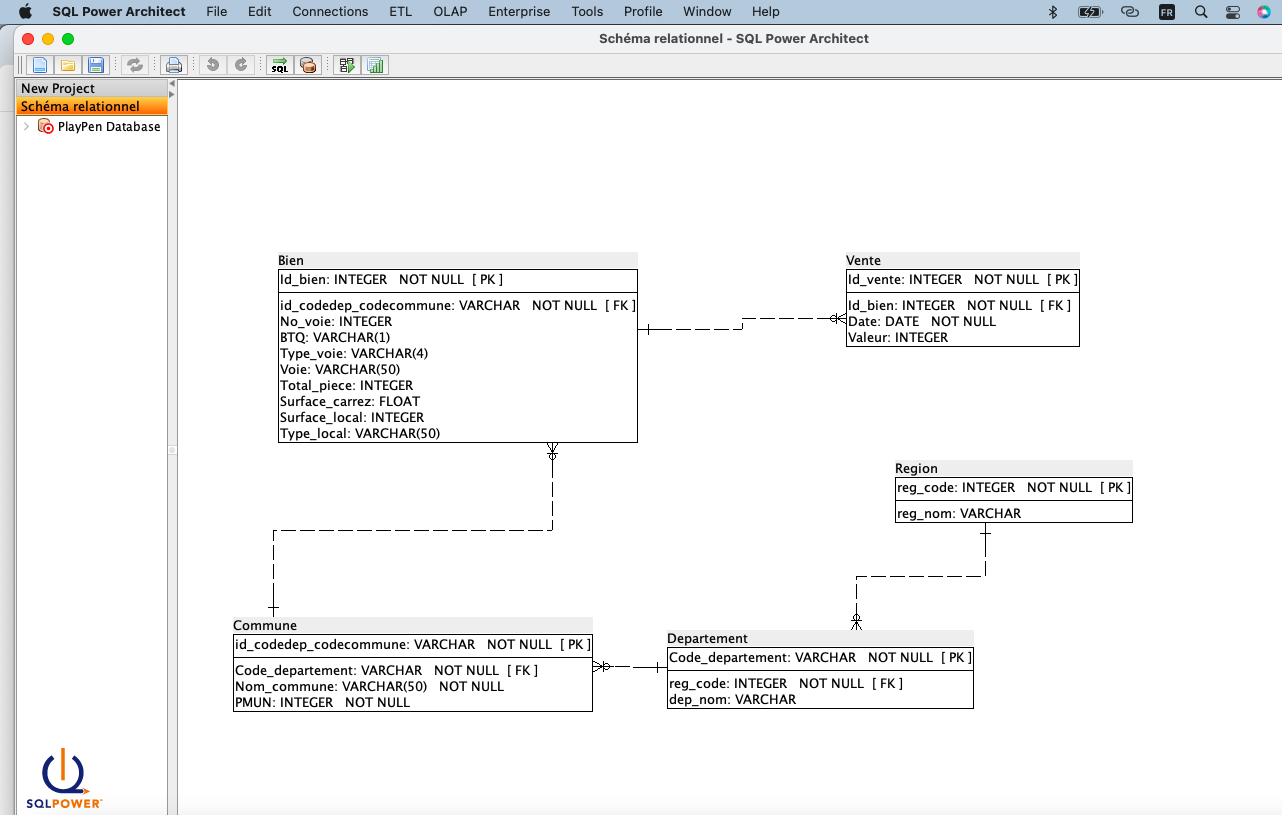 SQL Power Architect File Edit Connections ETL OLAP Enterprise Tools Profile Window Help FR
Schéma relationnel - SQL Power Architect
SQL
New Project
Schéma relationnel
PlayPen Database
Bien
Id_bien: INTEGER NOT NULL [ PK ]
id_codedep_codecommune: VARCHAR NOT NULL [ FK ]
No_voie: INTEGER
BTQ: VARCHAR(1)
Type_voie: VARCHAR(4)
Voie: VARCHAR(50)
Total_piece: INTEGER
Surface_carrez: FLOAT
Surface_local: INTEGER
Type_local: VARCHAR(50)
Vente
Id_vente: INTEGER NOT NULL [ PK ]
Id_bien: INTEGER NOT NULL [ FK ]
Date: DATE NOT NULL
Valeur: INTEGER
Region
reg_code: INTEGER NOT NULL [ PK ]
reg_nom: VARCHAR
Commune
id_codedep_codecommune: VARCHAR NOT NULL [ PK ]
Code_departement: VARCHAR NOT NULL [ FK ]
Nom_commune: VARCHAR(50) NOT NULL
PMUN: INTEGER NOT NULL
Departement
Code_departement: VARCHAR NOT NULL [ PK ]
reg_code: INTEGER NOT NULL [ FK ]
dep_nom: VARCHAR
SQLPOWER